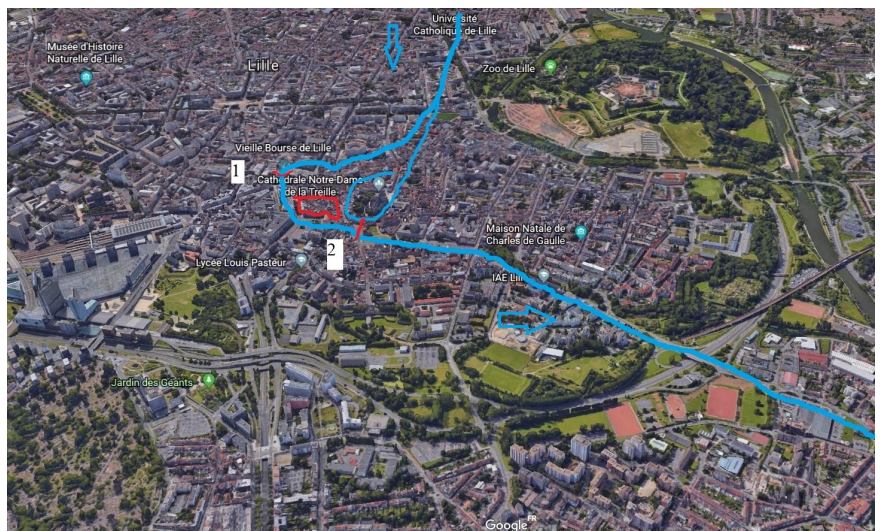 Université
Catholique de Lille
Musée d'Histoire
Naturelle de Lille
Lille
Zoo de Lille
Vieille Bourse de Lille
1
Cathédrale Notre-Dame
de la Treille
Maison Natale de
Charles de Gaulle
2
Lycée Louis Pasteur
IAE Lill
Jardin des Géants
Google
FR